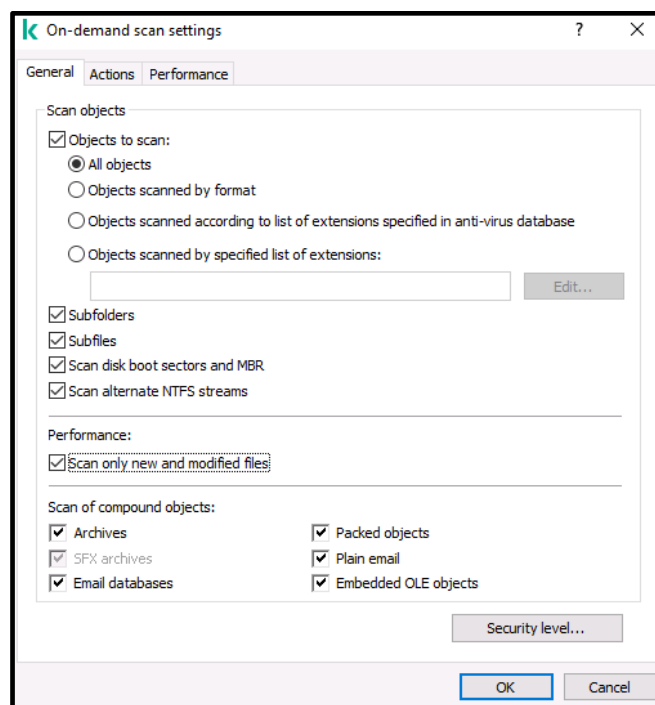 On-demand scan settings
?
General Actions Performance
Scan objects
Objects to scan:
All objects
Objects scanned by format
Objects scanned according to list of extensions specified in anti-virus database
Objects scanned by specified list of extensions:
Edit...
Subfolders
Subfiles
Scan disk boot sectors and MBR
Scan alternate NTFS streams
Performance:
Scan only new and modified files
Scan of compound objects:
Archives Packed objects
SFX archives Plain email
Email databases Embedded OLE objects
Security level...
OK Cancel